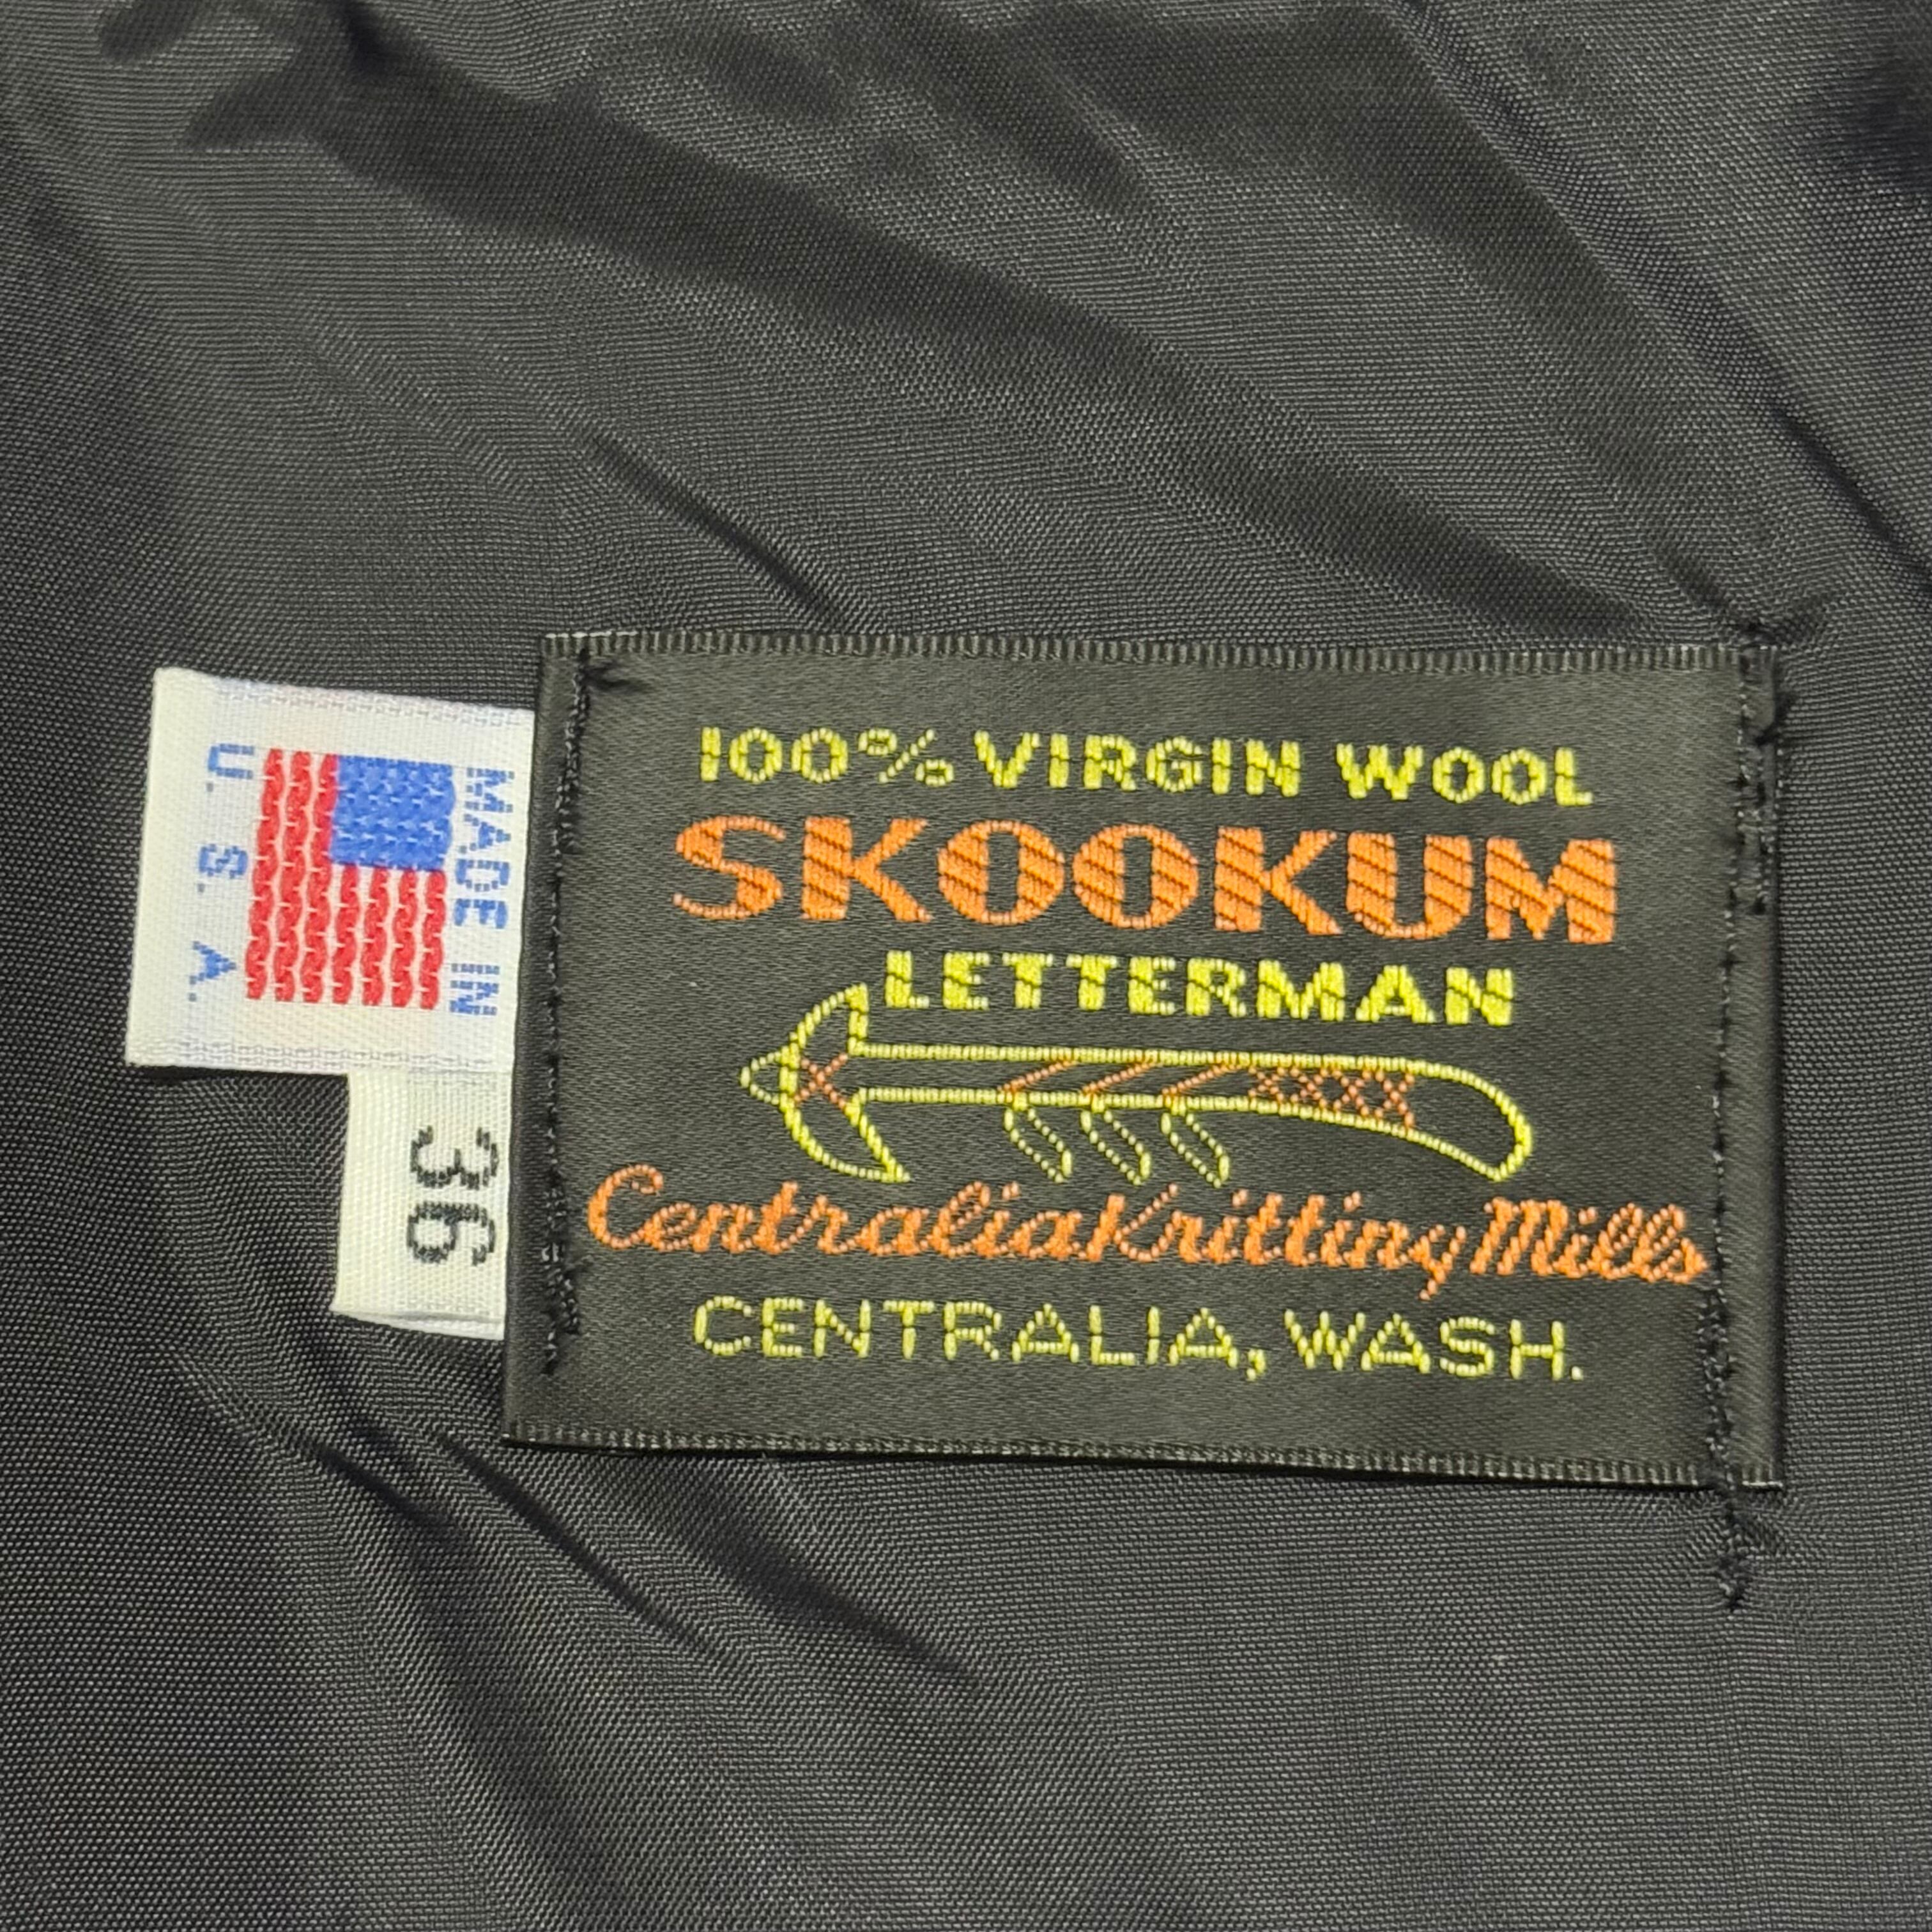 100% VIRGIN WOOL
SKOOKUM
LETTERMAN
Centralia Knitting Mills
CENTRALIA, WASH.
MADE IN
U.S.A.
36